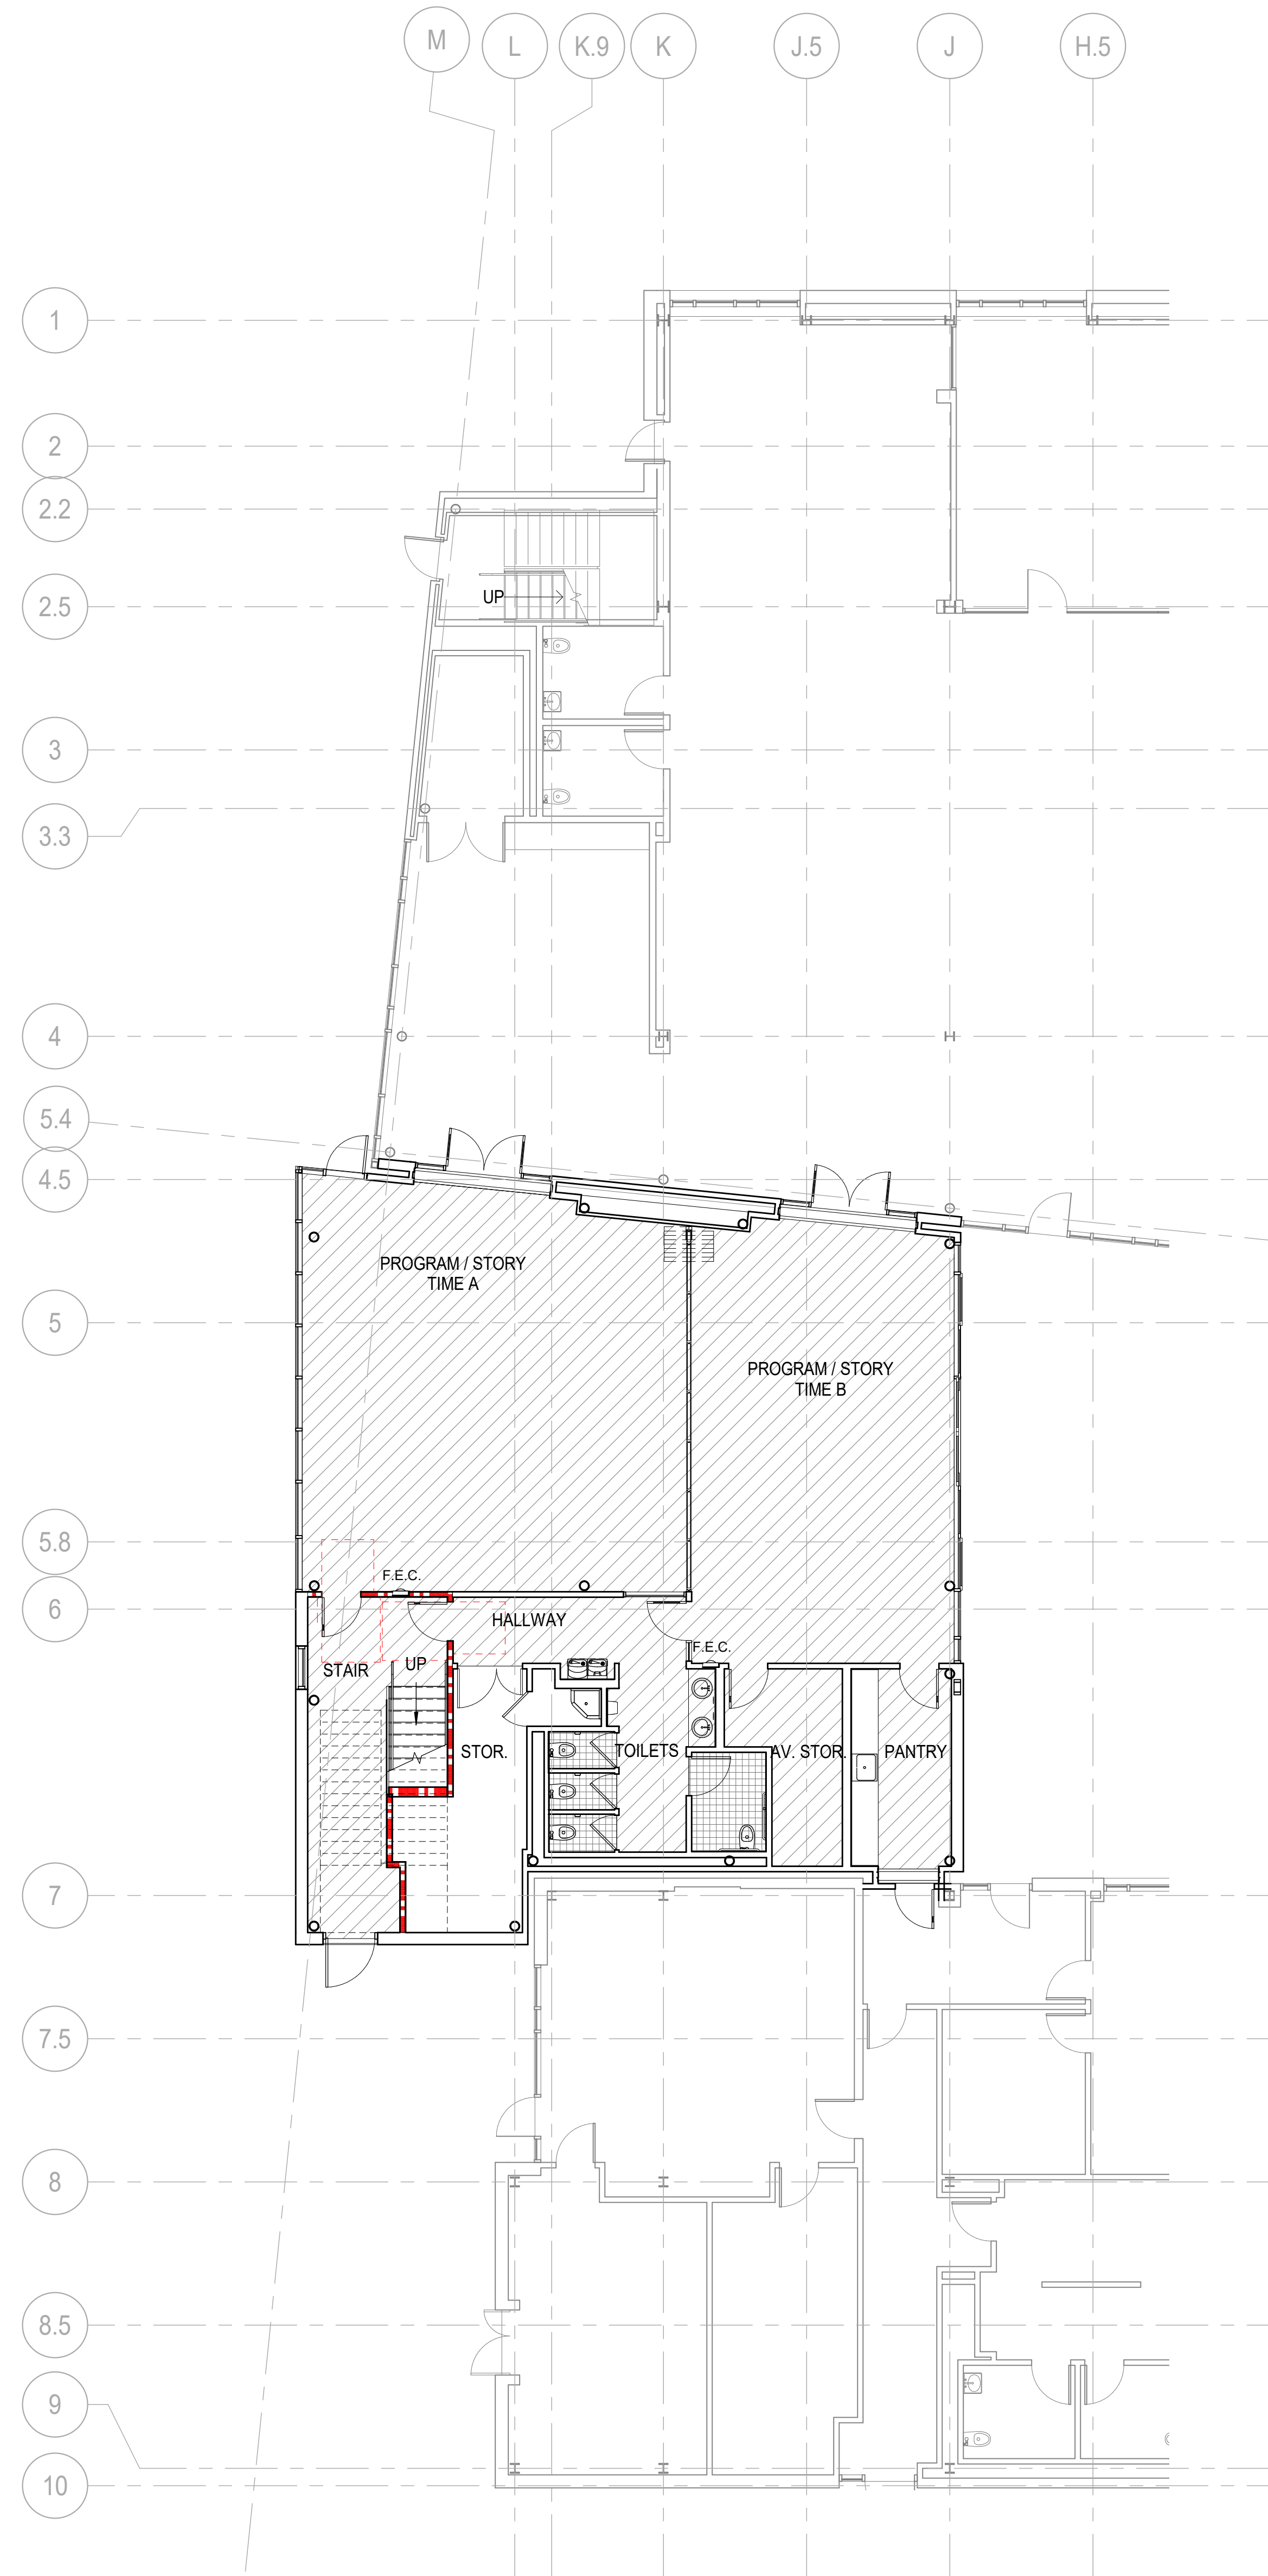 M
L
K.9
K
J.5
J
H.5
1
2
2.2
2.5
UP
3
3.3
4
5.4
4.5
PROGRAM / STORY
TIME A
5
PROGRAM / STORY
TIME B
5.8
F.E.C.
6
HALLWAY
F.E.C.
STAIR
UP
STOR.
TOILETS
AV. STOR.
PANTRY
7
7.5
8
8.5
9
10